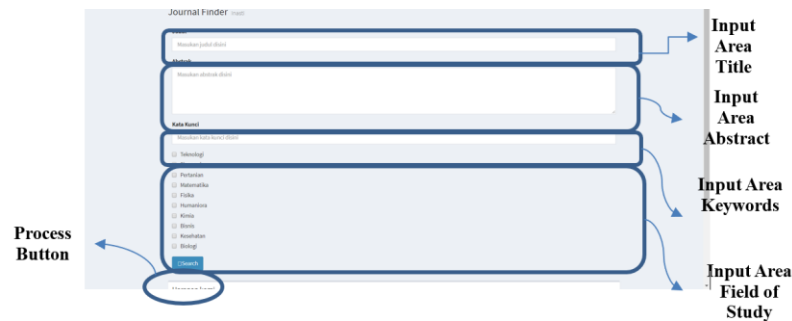 Journal Finder
Masukan judul disini
Abstrak
Masukan abstrak disini
Kata Kunci
Masukan kata kunci disini
Teknologi
Pertanian
Matematika
Fisika
Humaniora
Kimia
Bisnis
Kesehatan
Biologi
Search
Input
Area
Title
Input
Area
Abstract
Input Area
Keywords
Input Area
Field of
Study
Process
Button